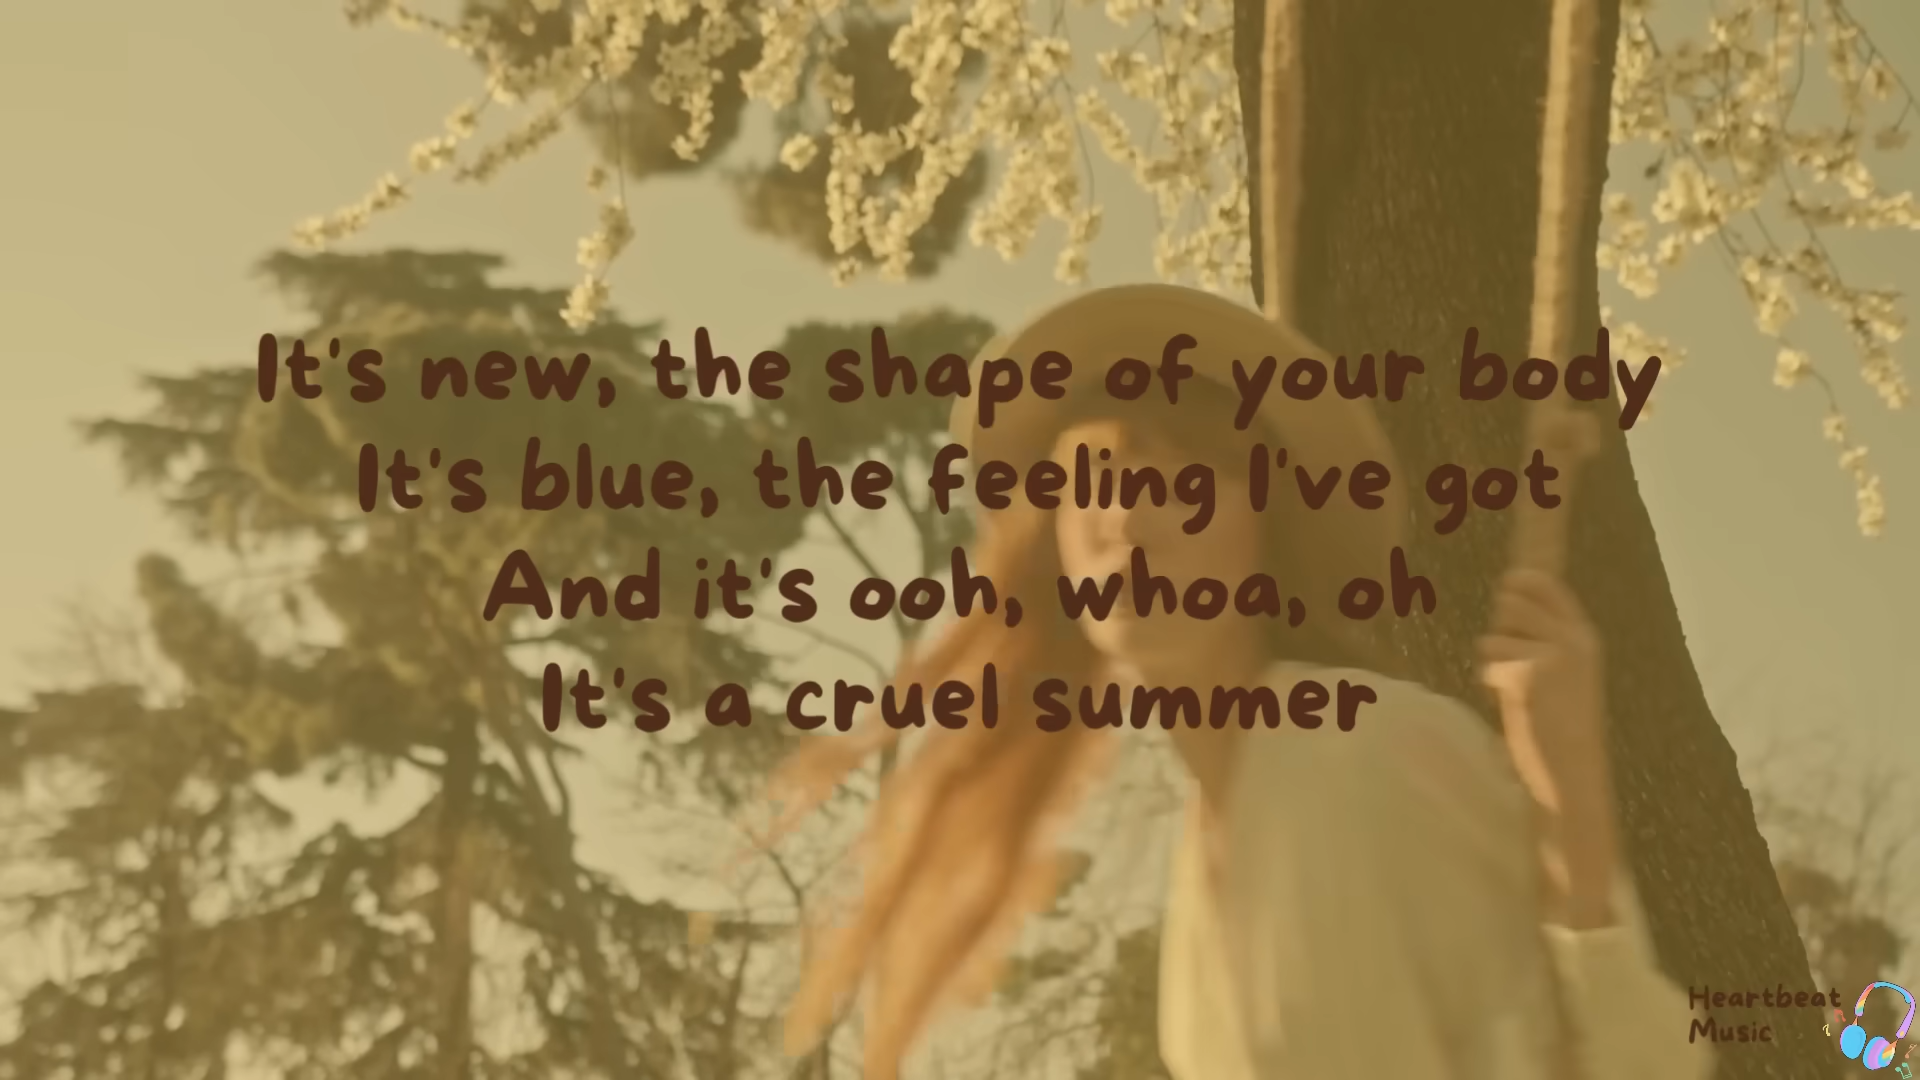 It's new, the shape of your body
It's blue, the feeling I've got
And it's ooh, whoa, oh
It's a cruel summer
Heartbeat
Music